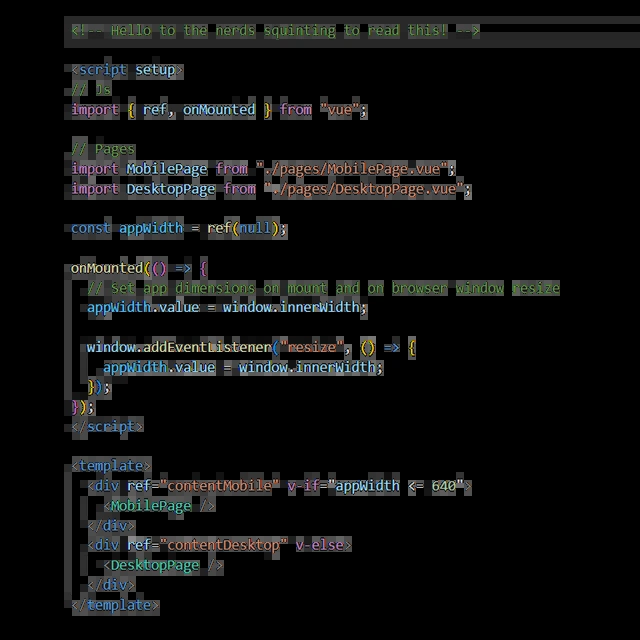 <!-- Hello to the nerds squinting to read this! -->
<script setup>
// Js
import { ref, onMounted } from "vue";
// Pages
import MobilePage from "./pages/MobilePage.vue";
import DesktopPage from "./pages/DesktopPage.vue";
const appWidth = ref(null);
onMounted(() => {
// Set app dimensions on mount and on browser window resize
appWidth.value = window.innerWidth;
window.addEventListener("resize", () => {
appWidth.value = window.innerWidth;
});
});
</script>
<template>
<div ref="contentMobile" v-if="appWidth <= 640">
<MobilePage />
</div>
<div ref="contentDesktop" v-else>
<DesktopPage />
</div>
</template>